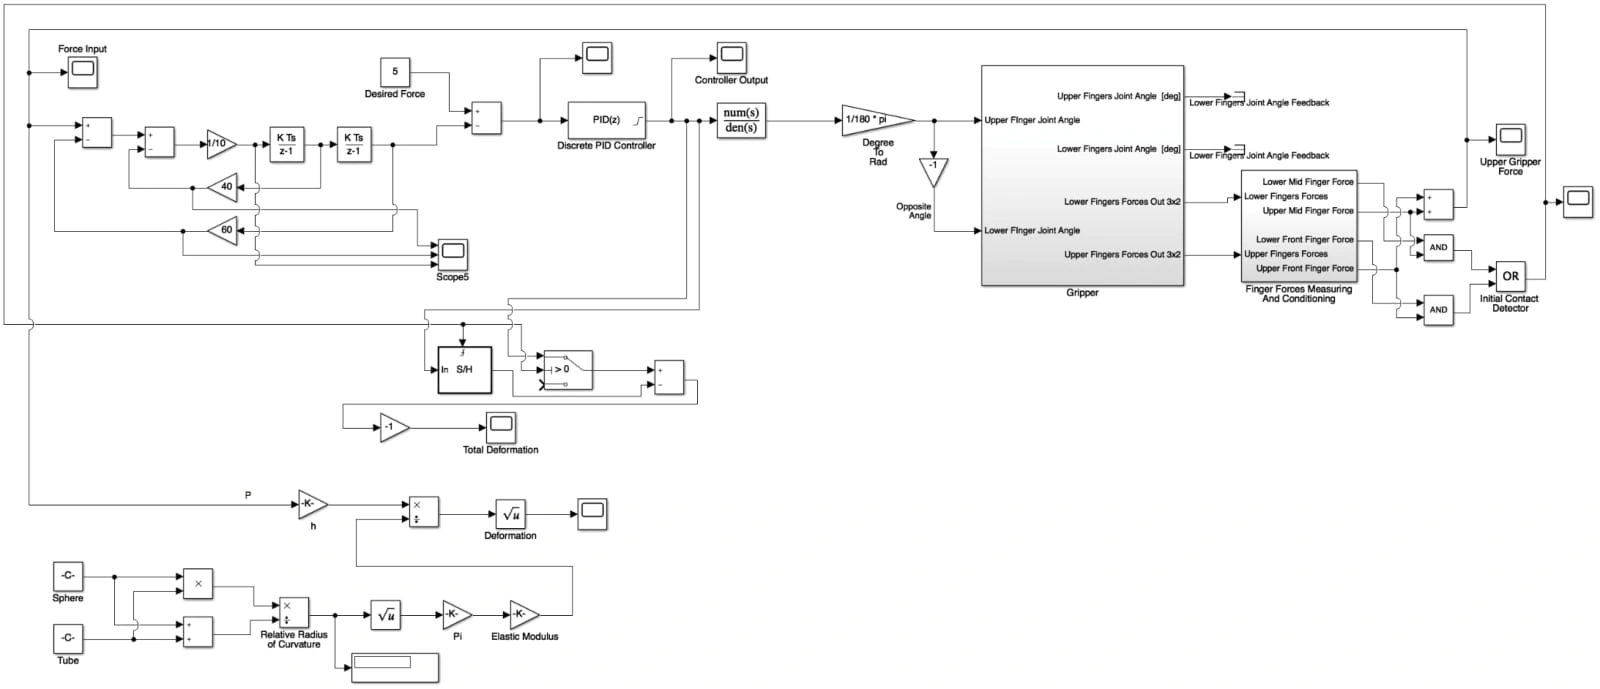 Force Input
5
Desired Force
Controller Output
+
−
+
−
1/10
K Ts
z-1
K Ts
z-1
+
−
PID(z)
Discrete PID Controller
num(s)
den(s)
1/180 * pi
Degree
To
Rad
-1
Opposite
Angle
40
60
Scope5
Upper Fingers Joint Angle [deg]
Upper FInger Joint Angle
Lower Fingers Joint Angle [deg]
Lower Fingers Forces Out 3x2
Lower FInger Joint Angle
Upper Fingers Forces Out 3x2
Gripper
Lower Fingers Joint Angle Feedback
Lower Fingers Joint Angle Feedback
Lower Mid Finger Force
Lower Fingers Forces
Upper Mid Finger Force
Lower Front Finger Force
Upper Fingers Forces
Upper Front Finger Force
Finger Forces Measuring
And Conditioning
+
+
AND
AND
OR
Initial Contact
Detector
Upper Gripper
Force
In
S/H
> 0
+
−
-1
Total Deformation
P
-K-
h
×
÷
√u
Deformation
-C-
Sphere
-C-
Tube
×
+
+
×
÷
Relative Radius
of Curvature
√u
-K-
Pi
-K-
Elastic Modulus